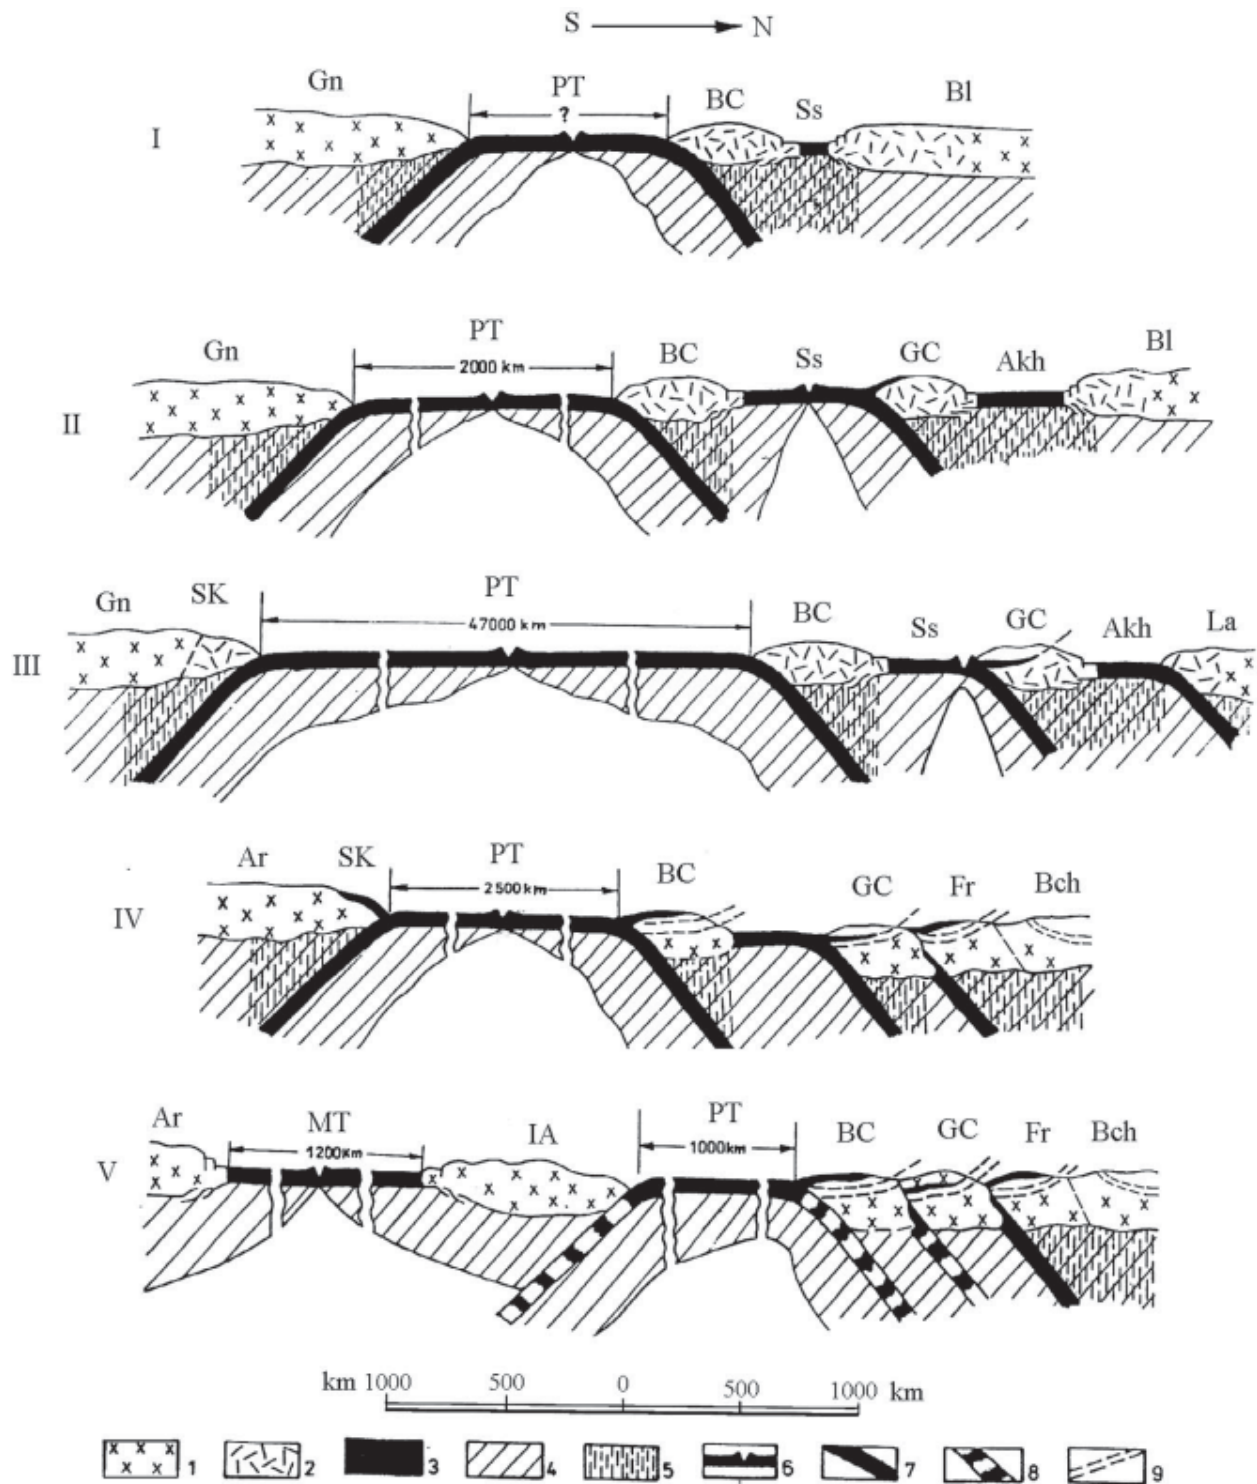 S N
Gn PT BC Ss Bl
?
I
PT
Gn 2000 km BC Ss GC Akh Bl
II
PT
Gn SK 47000 km BC Ss GC Akh La
III
Ar SK PT BC GC Fr Bch
2500 km
IV
Ar MT IA PT BC GC Fr Bch
1200 km 1000 km
V
km 1000 500 0 500 1000 km
1 2 3 4 5 6 7 8 9